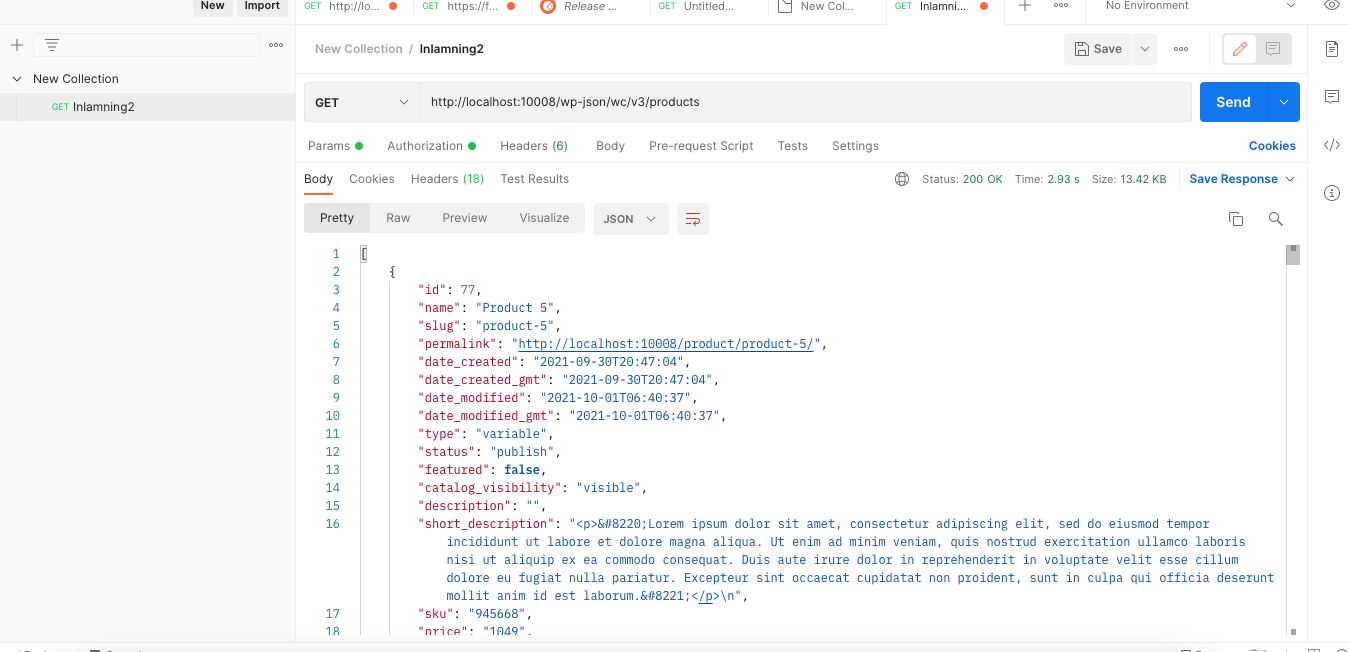 New Import
GET http://lo... GET https://f... Release ... GET Untitled... New Col... GET Inlamni... No Environment
New Collection / Inlamning2 Save
New Collection
GET Inlamning2
GET http://localhost:10008/wp-json/wc/v3/products Send
Params Authorization Headers (6) Body Pre-request Script Tests Settings Cookies
Body Cookies Headers (18) Test Results Status: 200 OK Time: 2.93 s Size: 13.42 KB Save Response
Pretty Raw Preview Visualize JSON
1 [
2 {
3 "id": 77,
4 "name": "Product 5",
5 "slug": "product-5",
6 "permalink": "http://localhost:10008/product/product-5/",
7 "date_created": "2021-09-30T20:47:04",
8 "date_created_gmt": "2021-09-30T20:47:04",
9 "date_modified": "2021-10-01T06:40:37",
10 "date_modified_gmt": "2021-10-01T06:40:37",
11 "type": "variable",
12 "status": "publish",
13 "featured": false,
14 "catalog_visibility": "visible",
15 "description": "",
16 "short_description": "<p>&#8220;Lorem ipsum dolor sit amet, consectetur adipiscing elit, sed do eiusmod tempor
incididunt ut labore et dolore magna aliqua. Ut enim ad minim veniam, quis nostrud exercitation ullamco laboris
nisi ut aliquip ex ea commodo consequat. Duis aute irure dolor in reprehenderit in voluptate velit esse cillum
dolore eu fugiat nulla pariatur. Excepteur sint occaecat cupidatat non proident, sunt in culpa qui officia deserunt
mollit anim id est laborum.&#8221;</p>\n",
17 "sku": "945668",
18 "price": "1049",